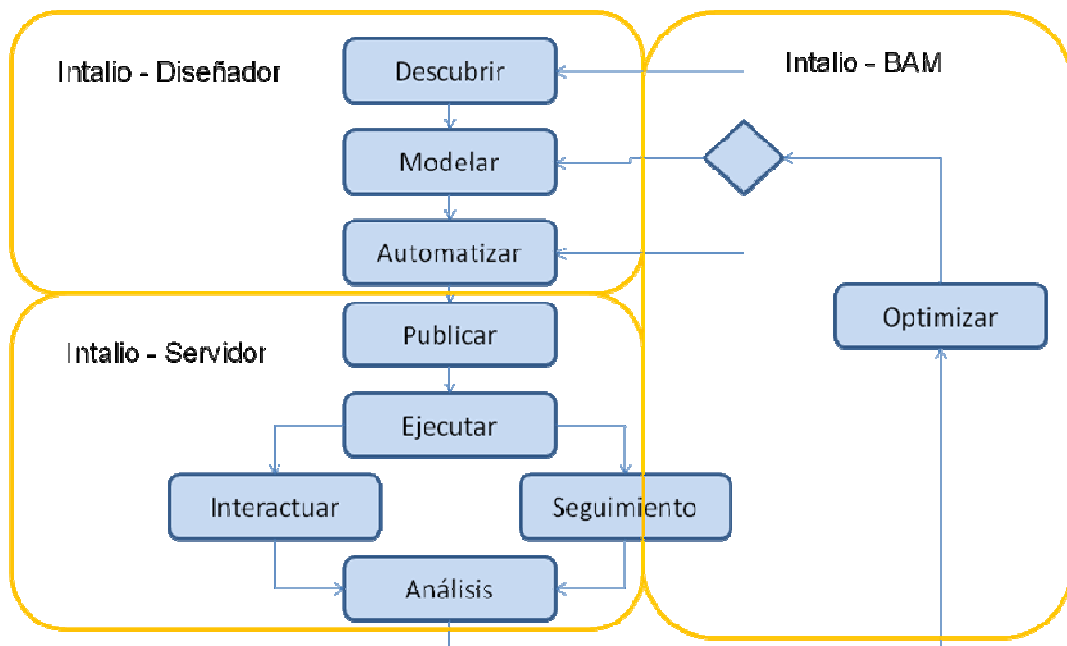 Intalio - Diseñador
Descubrir
Intalio - BAM
Modelar
Automatizar
Publicar
Optimizar
Intalio - Servidor
Ejecutar
Interactuar
Seguimiento
Análisis